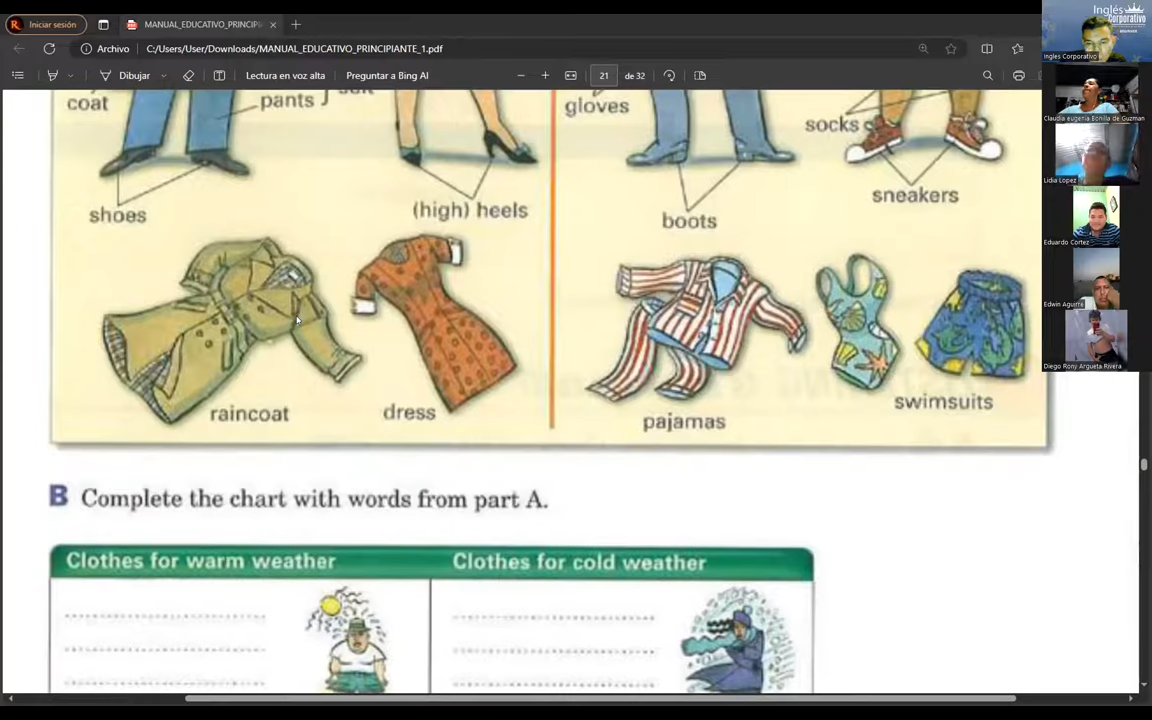 Iniciar sesión
MANUAL_EDUCATIVO_PRINCIPI
Archivo
C:/Users/User/Downloads/MANUAL_EDUCATIVO_PRINCIPIANTE_1.pdf
Dibujar
Lectura en voz alta
Preguntar a Bing AI
21
de 32
coat
pants
gloves
socks
shoes
(high) heels
boots
sneakers
raincoat
dress
pajamas
swimsuits
B Complete the chart with words from part A.
Clothes for warm weather
Clothes for cold weather
Inglés
Corporativo
Inglés Corporativo
Claudia eugenia Bonilla de Guzman
Lidia Lopez
Eduardo Cortez
Edwin Aguirre
Diego Rony Argueta Rivera